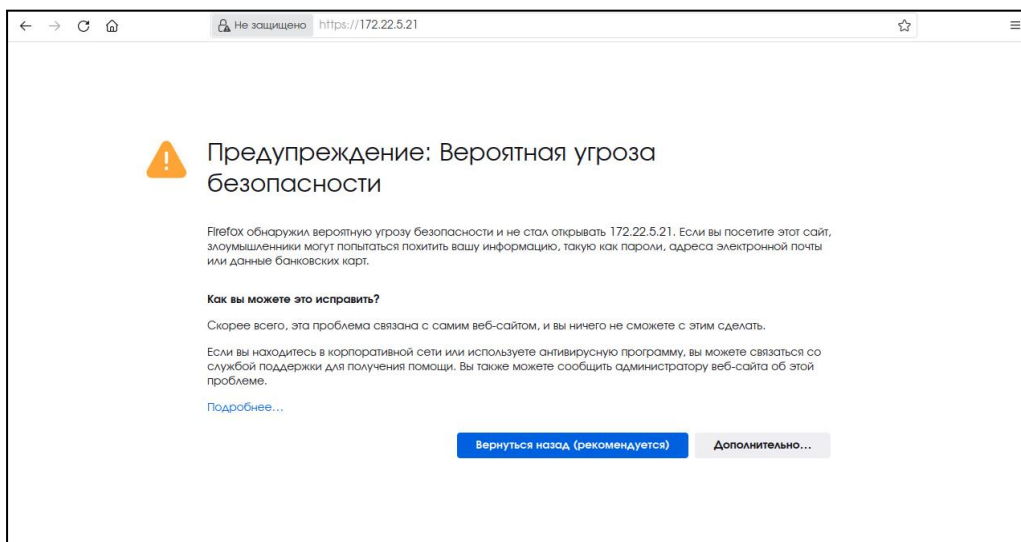 Не защищено https://172.22.5.21
Предупреждение: Вероятная угроза
безопасности
Firefox обнаружил вероятную угрозу безопасности и не стал открывать 172.22.5.21. Если вы посетите этот сайт,
злоумышленники могут попытаться похитить вашу информацию, такую как пароли, адреса электронной почты
или данные банковских карт.
Как вы можете это исправить?
Скорее всего, эта проблема связана с самим веб-сайтом, и вы ничего не сможете с этим сделать.
Если вы находитесь в корпоративной сети или используете антивирусную программу, вы можете связаться со
службой поддержки для получения помощи. Вы также можете сообщить администратору веб-сайта об этой
проблеме.
Подробнее...
Вернуться назад (рекомендуется) Дополнительно...